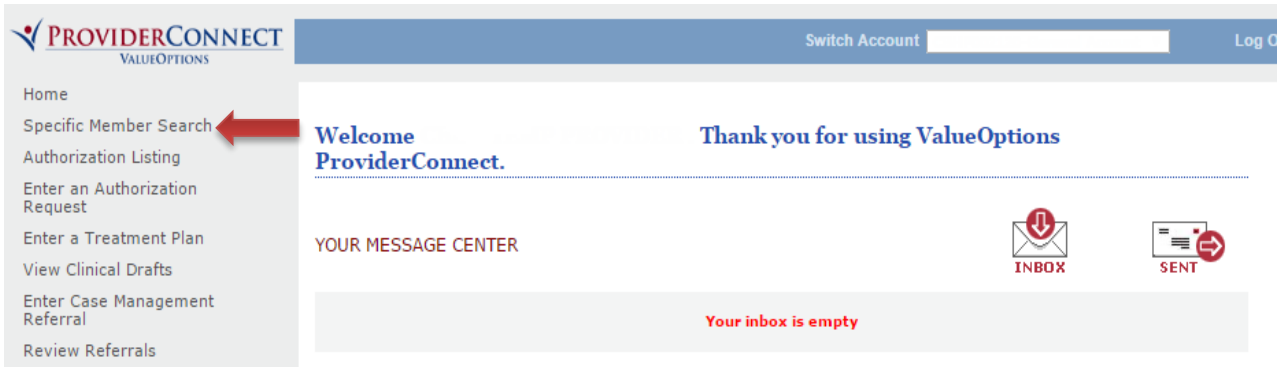 PROVIDERCONNECT
VALUEOPTIONS
Switch Account
Log O
Home
Specific Member Search
Authorization Listing
Enter an Authorization
Request
Enter a Treatment Plan
View Clinical Drafts
Enter Case Management
Referral
Review Referrals
Welcome Thank you for using ValueOptions
ProviderConnect.
YOUR MESSAGE CENTER
INBOX
SENT
Your inbox is empty